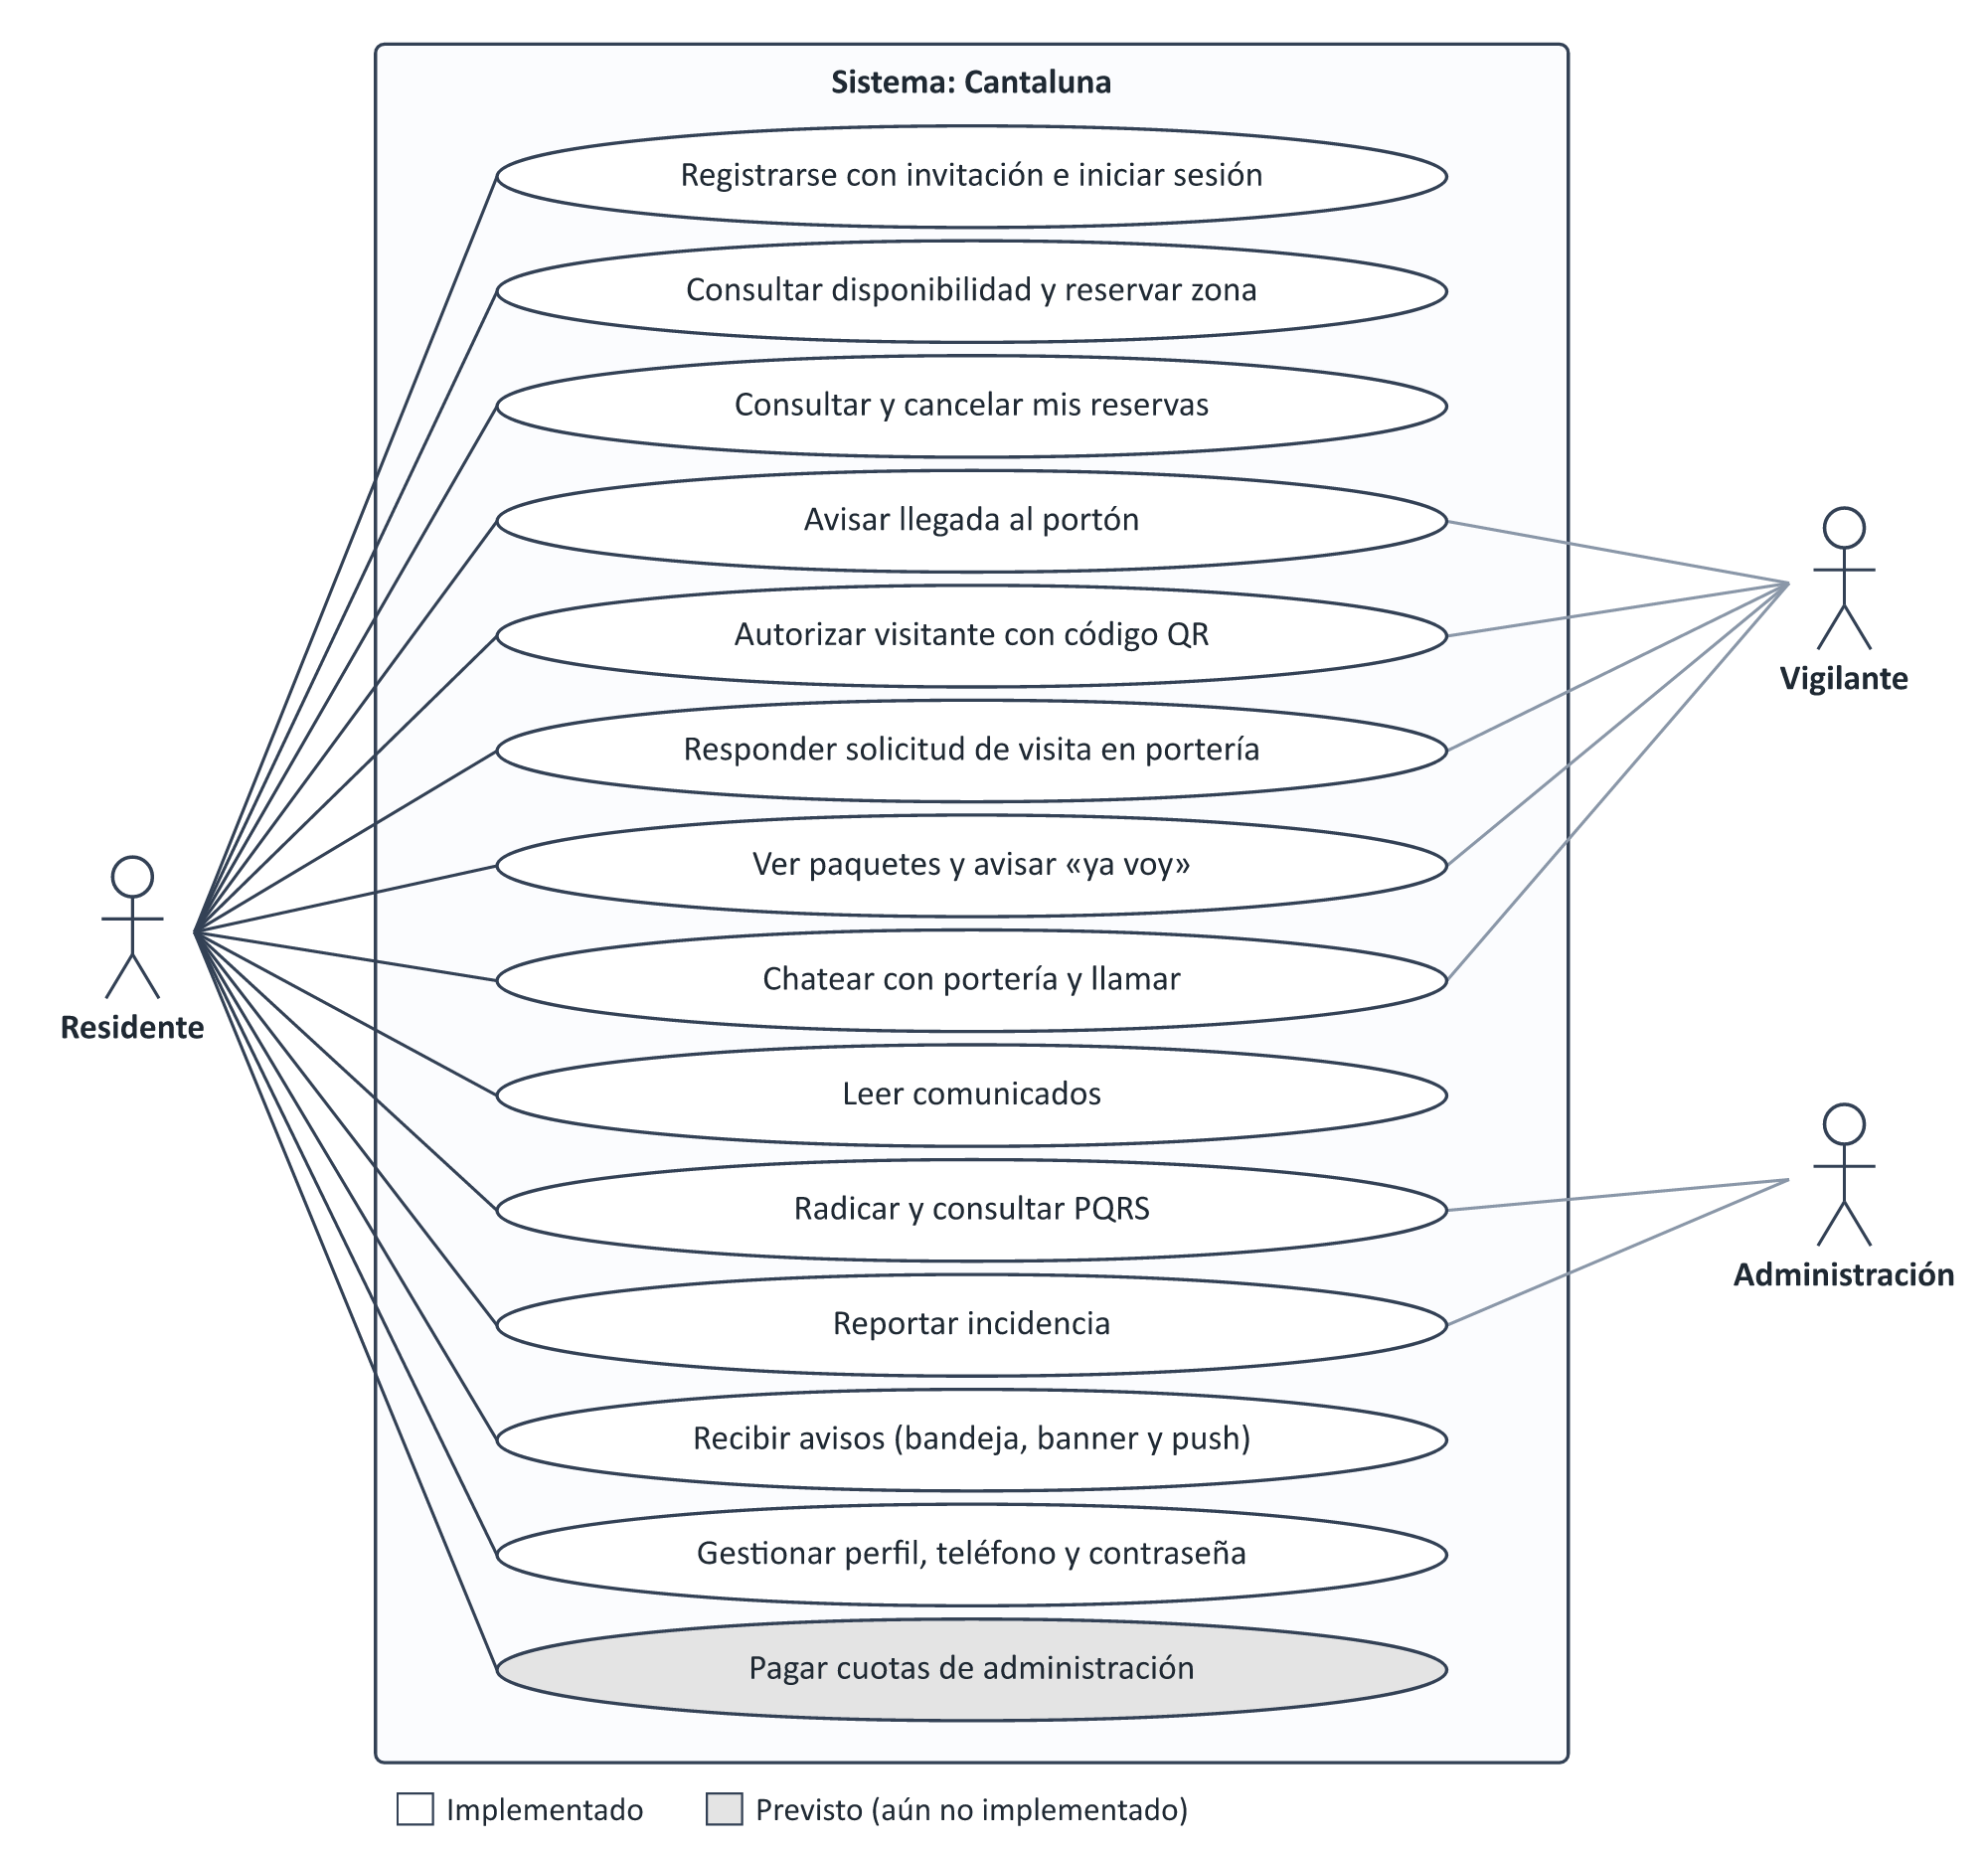 Sistema: Cantaluna
Registrarse con invitación e iniciar sesión
Consultar disponibilidad y reservar zona
Consultar y cancelar mis reservas
Avisar llegada al portón
Autorizar visitante con código QR
Vigilante
Responder solicitud de visita en portería
Ver paquetes y avisar «ya voy»
Chatear con portería y llamar
Residente
Leer comunicados
Radicar y consultar PQRS
Administración
Reportar incidencia
Recibir avisos (bandeja, banner y push)
Gestionar perfil, teléfono y contraseña
Pagar cuotas de administración
Implementado
Previsto (aún no implementado)